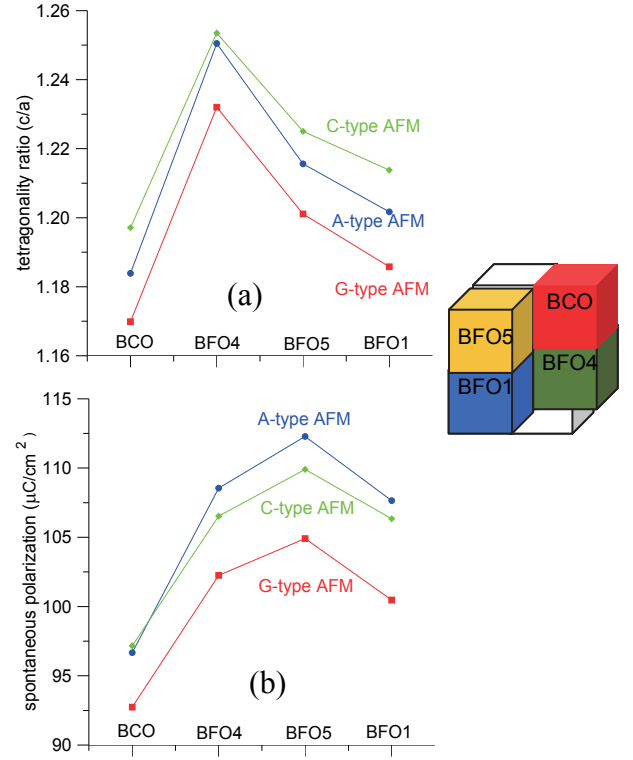 (a)
1.26
1.24
1.22
1.20
1.18
1.16
tetragonality ratio (c/a)
C-type AFM
A-type AFM
G-type AFM
BCO BFO4 BFO5 BFO1
BCO
BFO5
BFO4
BFO1
115
110
105
100
95
90
spontaneous polarization (μC/cm 2 )
A-type AFM
C-type AFM
G-type AFM
(b)
BCO BFO4 BFO5 BFO1